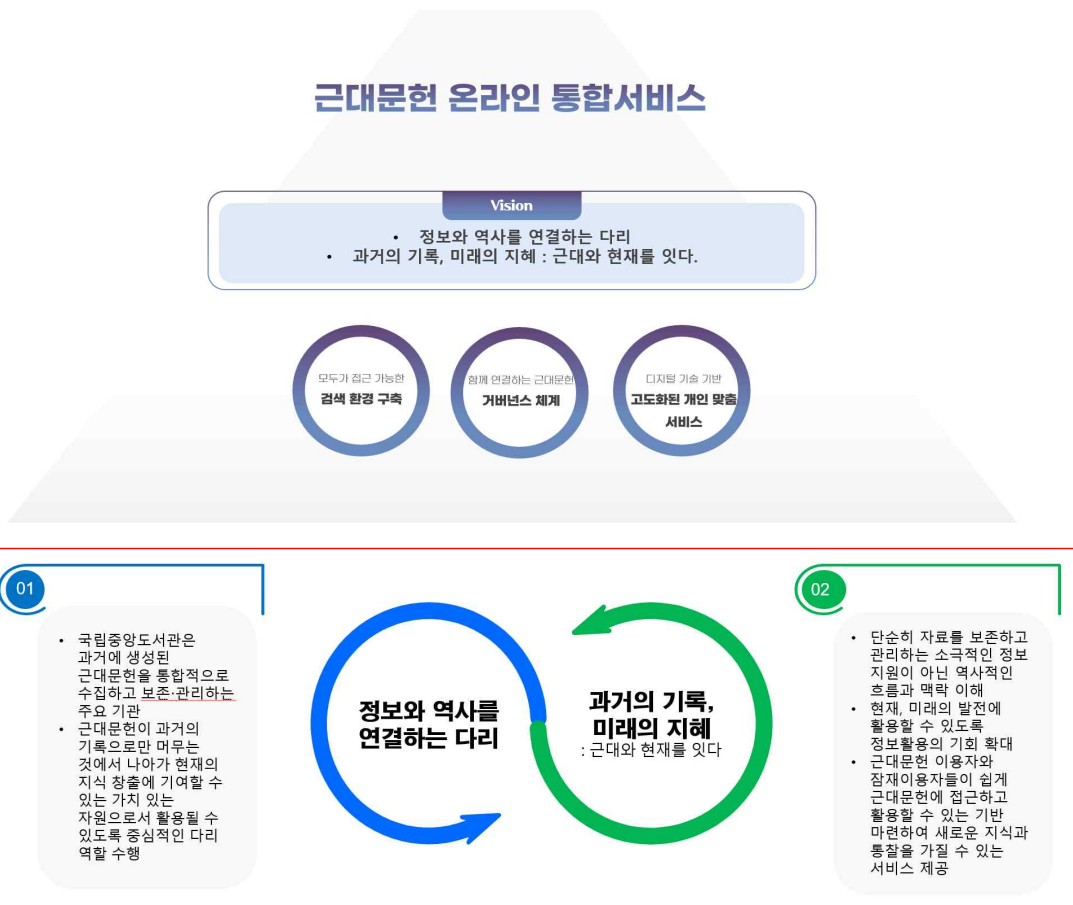 근대문헌 온라인 통합서비스
Vision
• 정보와 역사를 연결하는 다리
• 과거의 기록, 미래의 지혜 : 근대와 현재를 잇다.
모두가 접근 가능한
검색 환경 구축
함께 연결하는 근대문헌
거버넌스 체계
디지털 기술 기반
고도화된 개인 맞춤
서비스
01
• 국립중앙도서관은
과거에 생성된
근대문헌을 통합적으로
수집하고 보존·관리하는
주요 기관
• 근대문헌이 과거의
기록으로만 머무는
것에서 나아가 현재의
지식 창출에 기여할 수
있는 가치 있는
자원으로서 활용될 수
있도록 중심적인 다리
역할 수행
정보와 역사를
연결하는 다리
과거의 기록,
미래의 지혜
: 근대와 현재를 잇다
02
• 단순히 자료를 보존하고
관리하는 소극적인 정보
지원이 아닌 역사적인
흐름과 맥락 이해
• 현재, 미래의 발전에
활용할 수 있도록
정보활용의 기회 확대
• 근대문헌 이용자와
잠재이용자들이 쉽게
근대문헌에 접근하고
활용할 수 있는 기반
마련하여 새로운 지식과
통찰을 가질 수 있는
서비스 제공